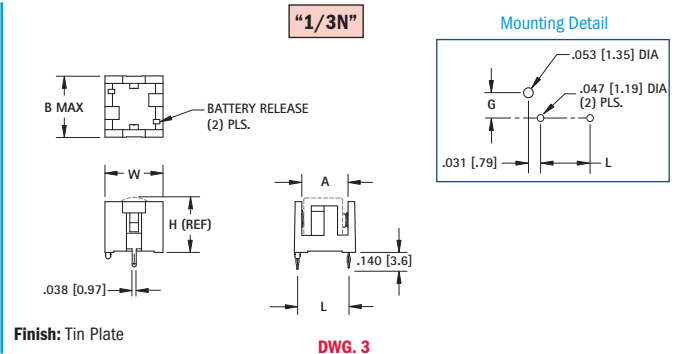 “1/3N”
Mounting Detail
.053 [1.35] DIA
.047 [1.19] DIA
(2) PLS.
G
.031 [.79]
L
B MAX
BATTERY RELEASE
(2) PLS.
W
A
H (REF)
.140 [3.6]
.038 [0.97]
L
Finish: Tin Plate
DWG. 3